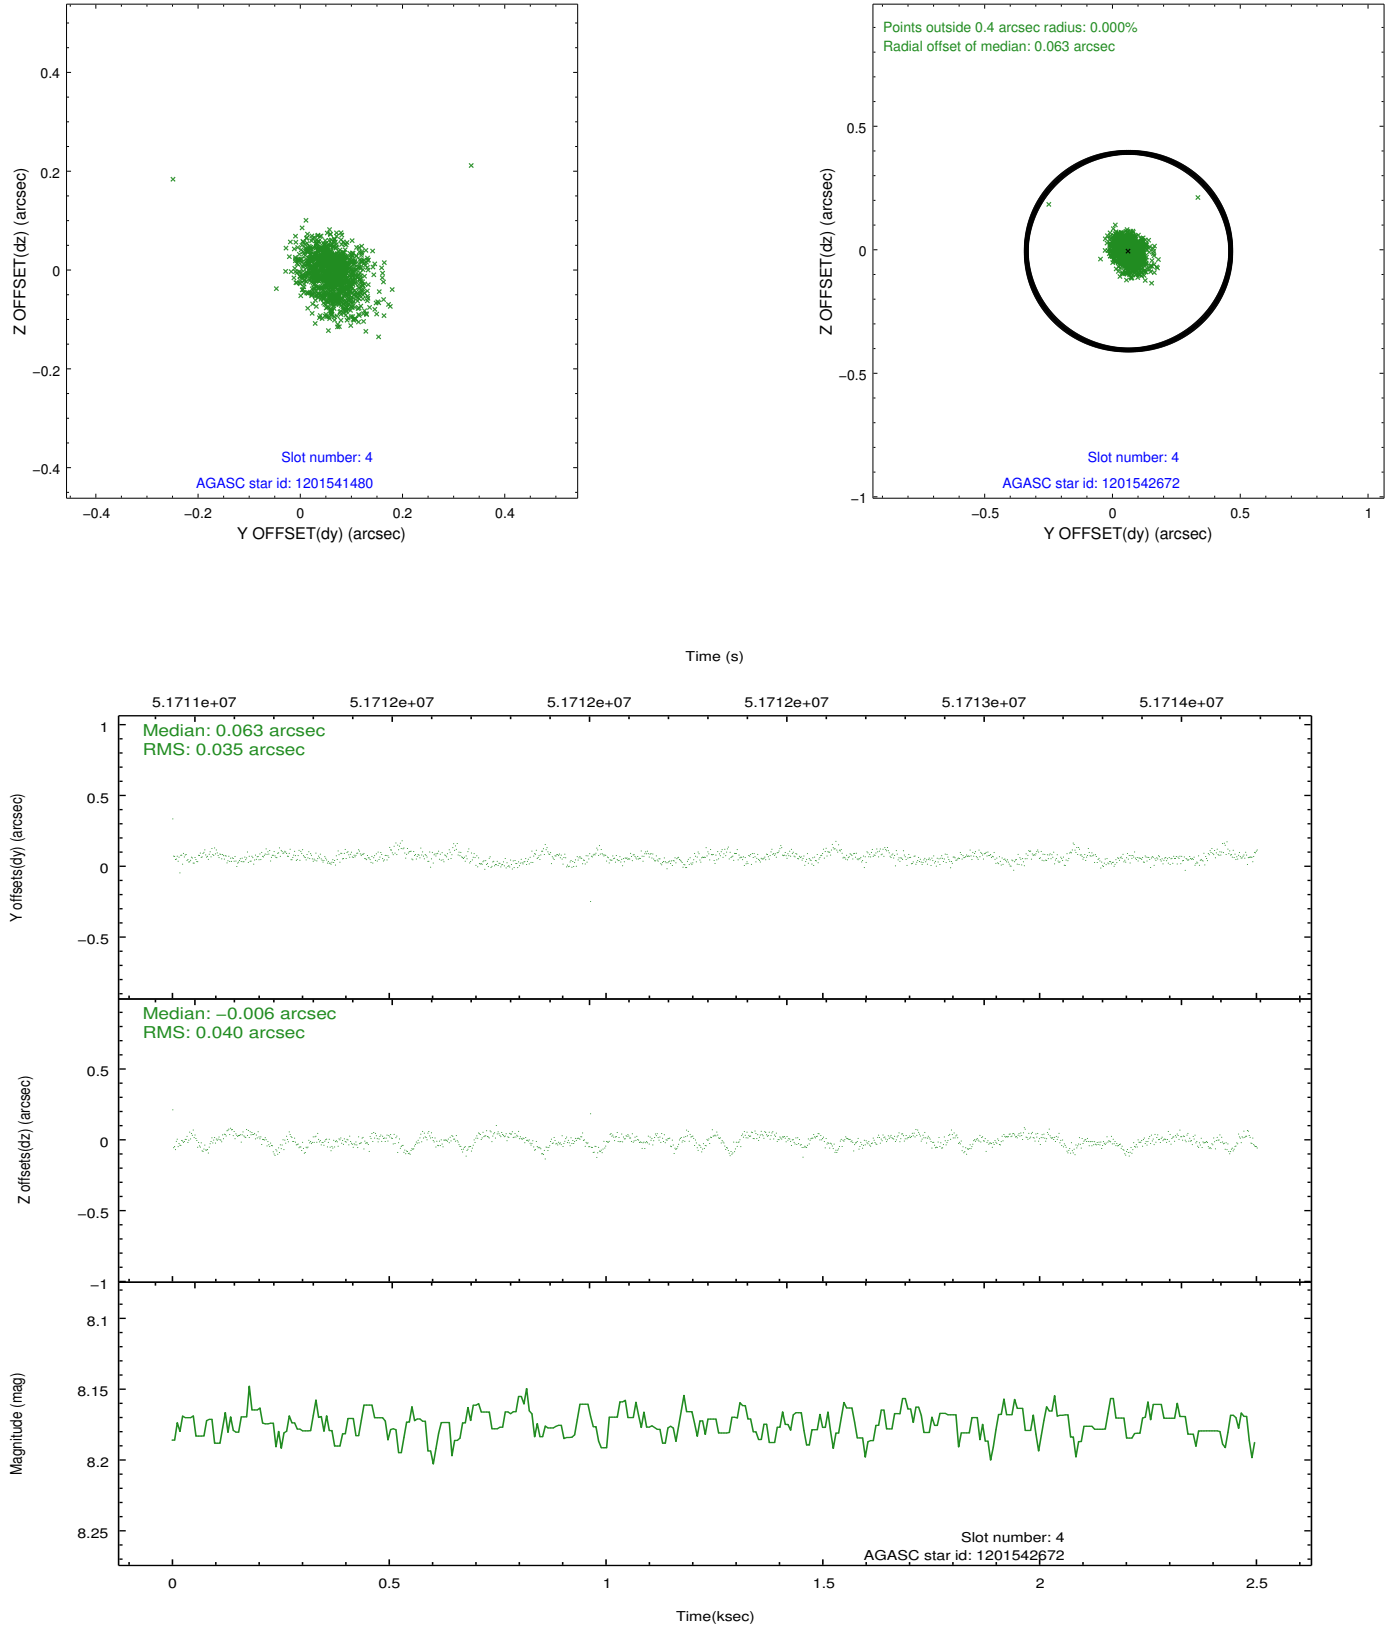 Points outside 0.4 arcsec radius: 0.000%
Radial offset of median: 0.063 arcsec
0.4
0.2
0
−0.2
−0.4
Z OFFSET(dz) (arcsec)
Slot number: 4
AGASC star id: 1201541480
−0.4
−0.2
0
0.2
0.4
Y OFFSET(dy) (arcsec)
0.5
0
−0.5
−1
Z OFFSET(dz) (arcsec)
Slot number: 4
AGASC star id: 1201542672
−0.5
0
0.5
1
Y OFFSET(dy) (arcsec)
Time (s)
5.1711e+07
5.1712e+07
5.1712e+07
5.1712e+07
5.1713e+07
5.1714e+07
Median: 0.063 arcsec
RMS: 0.035 arcsec
1
0.5
0
−0.5
Y offsets(dy) (arcsec)
Median: −0.006 arcsec
RMS: 0.040 arcsec
0.5
0
−0.5
−1
Z offsets(dz) (arcsec)
8.1
8.15
8.2
8.25
Magnitude (mag)
Slot number: 4
AGASC star id: 1201542672
0
0.5
1
1.5
2
2.5
Time(ksec)